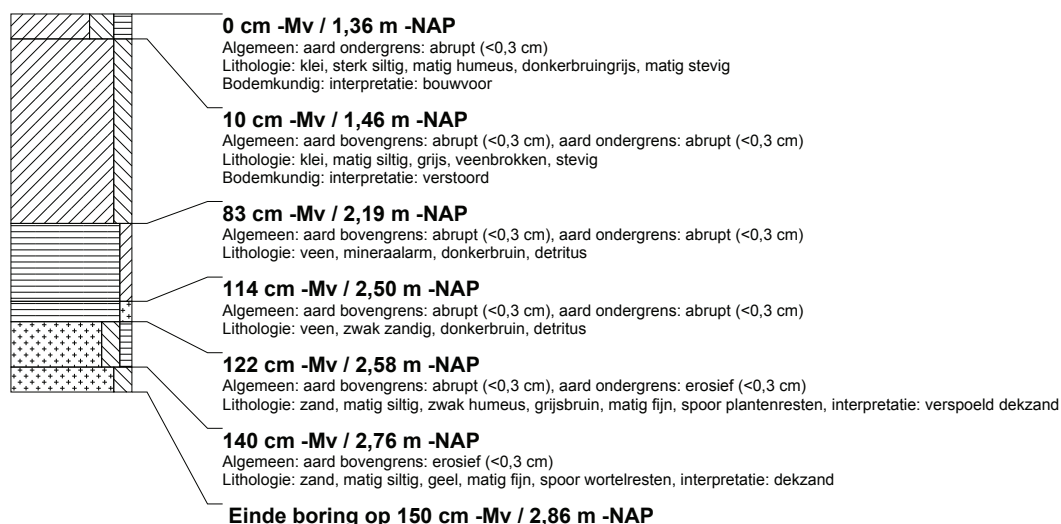 0 cm -Mv / 1,36 m -NAP
Algemeen: aard ondergrens: abrupt (<0,3 cm)
Lithologie: klei, sterk siltig, matig humeus, donkerbruingrijs, matig stevig
Bodemkundig: interpretatie: bouwvoor
10 cm -Mv / 1,46 m -NAP
Algemeen: aard bovengrens: abrupt (<0,3 cm), aard ondergrens: abrupt (<0,3 cm)
Lithologie: klei, matig siltig, grijs, veenbrokken, stevig
Bodemkundig: interpretatie: verstoord
83 cm -Mv / 2,19 m -NAP
Algemeen: aard bovengrens: abrupt (<0,3 cm), aard ondergrens: abrupt (<0,3 cm)
Lithologie: veen, mineraalarm, donkerbruin, detritus
114 cm -Mv / 2,50 m -NAP
Algemeen: aard bovengrens: abrupt (<0,3 cm), aard ondergrens: abrupt (<0,3 cm)
Lithologie: veen, zwak zandig, donkerbruin, detritus
122 cm -Mv / 2,58 m -NAP
Algemeen: aard bovengrens: abrupt (<0,3 cm), aard ondergrens: erosief (<0,3 cm)
Lithologie: zand, matig siltig, zwak humeus, grijsbruin, matig fijn, spoor plantenresten, interpretatie: verspoeld dekzand
140 cm -Mv / 2,76 m -NAP
Algemeen: aard bovengrens: erosief (<0,3 cm)
Lithologie: zand, matig siltig, geel, matig fijn, spoor wortelresten, interpretatie: dekzand
Einde boring op 150 cm -Mv / 2,86 m -NAP